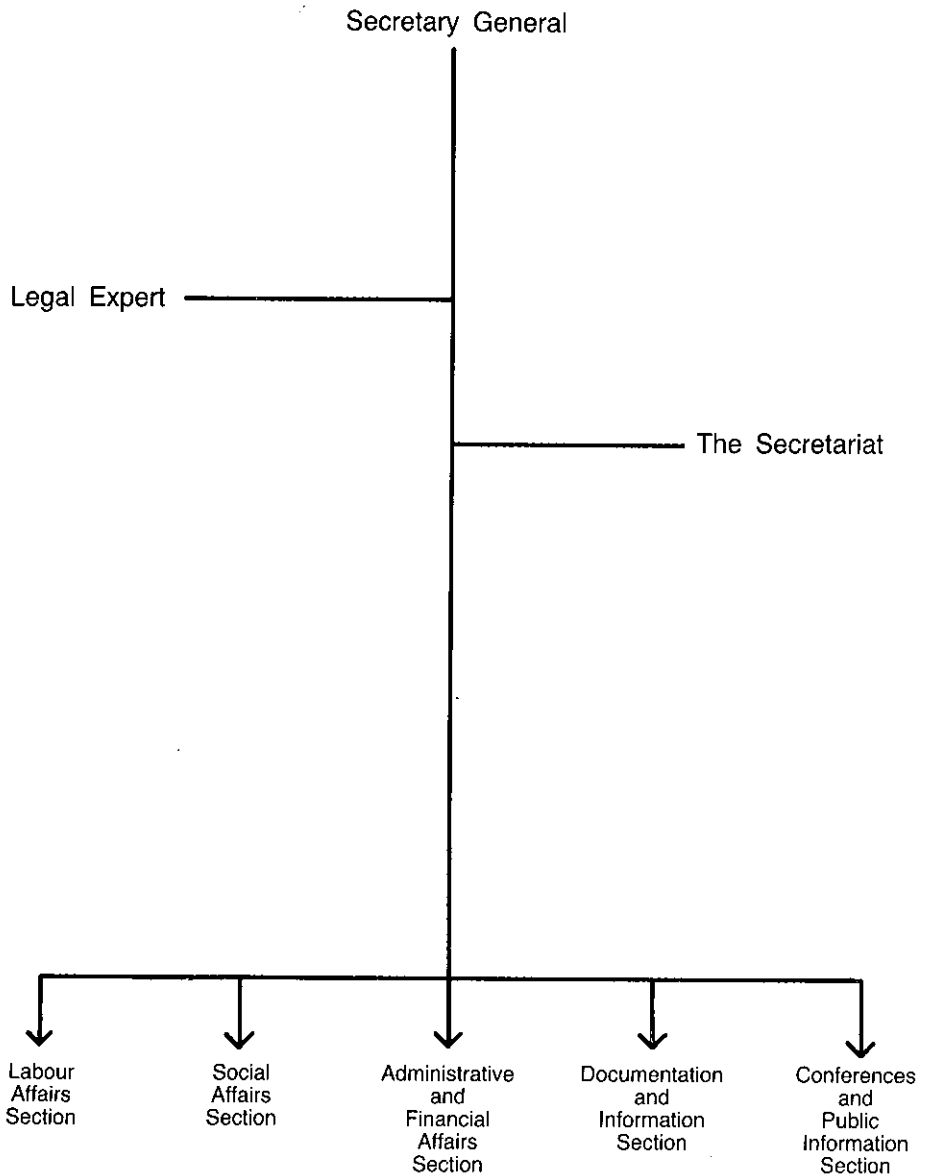 Secretary General
Legal Expert
The Secretariat
Labour
Affairs
Section
Social
Affairs
Section
Administrative
and
Financial
Affairs
Section
Documentation
and
Information
Section
Conferences
and
Public
Information
Section